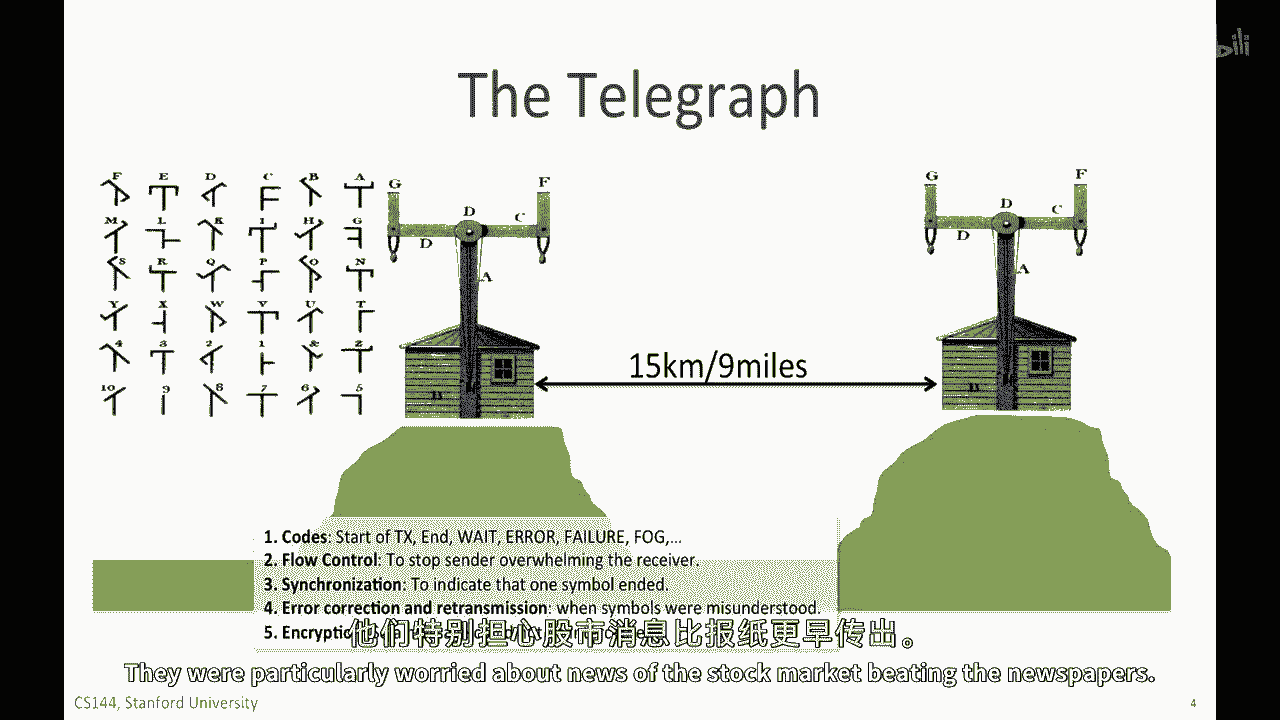 The Telegraph
F E D C B A
M L K I H G
S R Q P O N
Y X W V U T
4 3 2 1 & Z
10 9 8 7 6 5
G F
D C
D
A
G F
D C
D
A
15km/9miles
1. Codes: Start of TX, End, WAIT, ERROR, FAILURE, FOG,...
2. Flow Control: To stop sender overwhelming the receiver.
3. Synchronization: To indicate that one symbol ended.
4. Error correction and retransmission: when symbols were misunderstood.
5.
他们特别担心股市消息比报纸更早传出。
They were particularly worried about news of the stock market beating the newspapers.
CS144, Stanford University
4